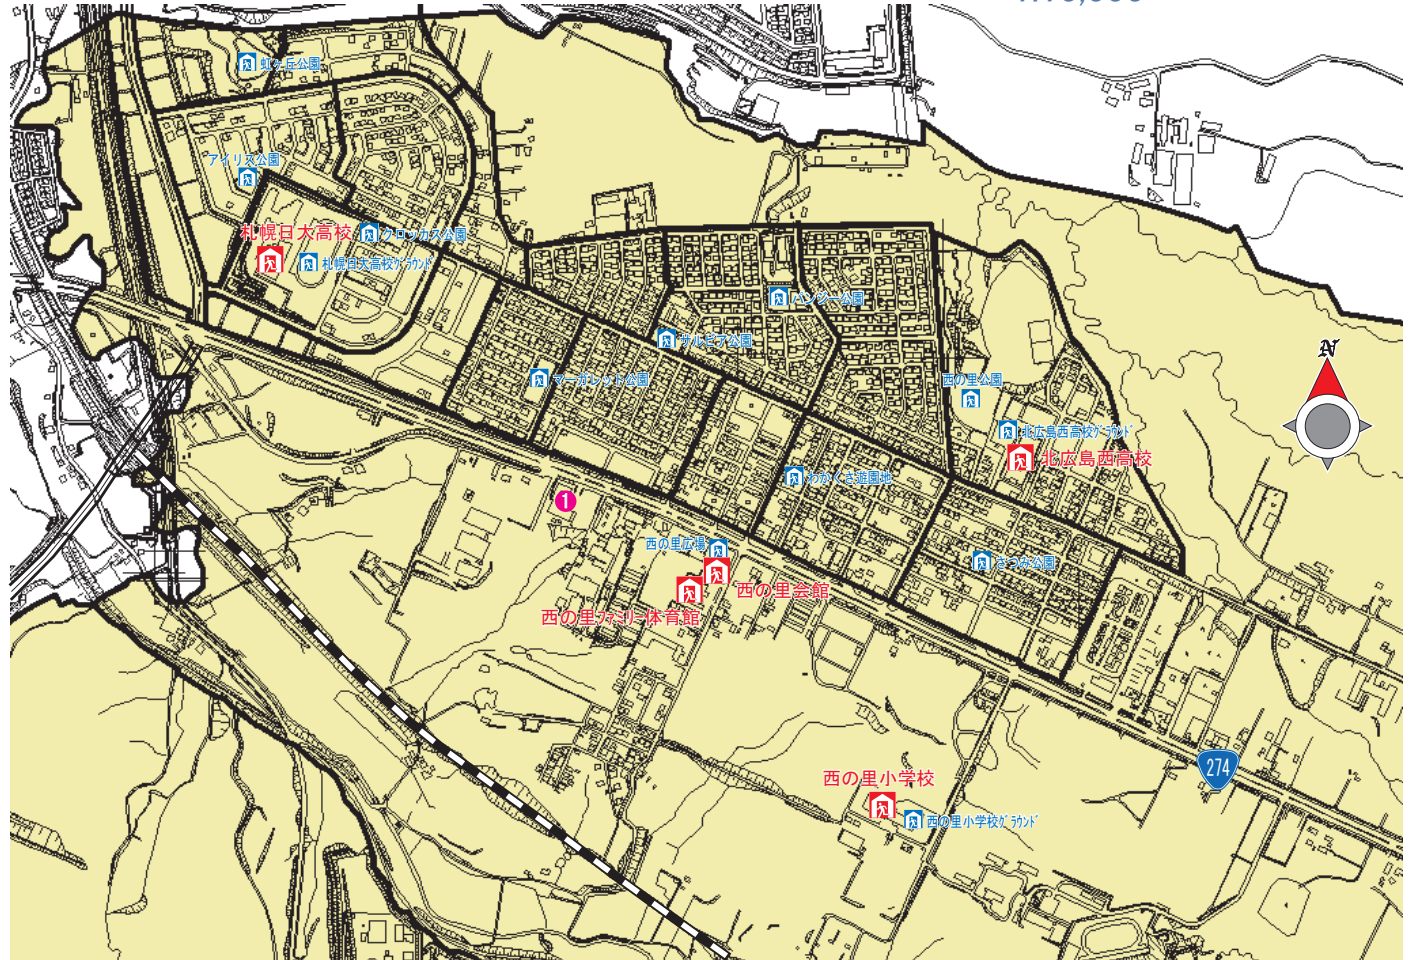 虹ヶ丘公園
アイリス公園
札幌日大高校
クロッカス公園
札幌日大高校グラウンド
パンジー公園
サルビア公園
マーガレット公園
西の里公園
北広島西高校グラウンド
北広島西高校
わかくさ遊園地
1
西の里広場
さつみ公園
西の里会館
西の里ファミリー体育館
274
西の里小学校
西の里小学校グラウンド
N